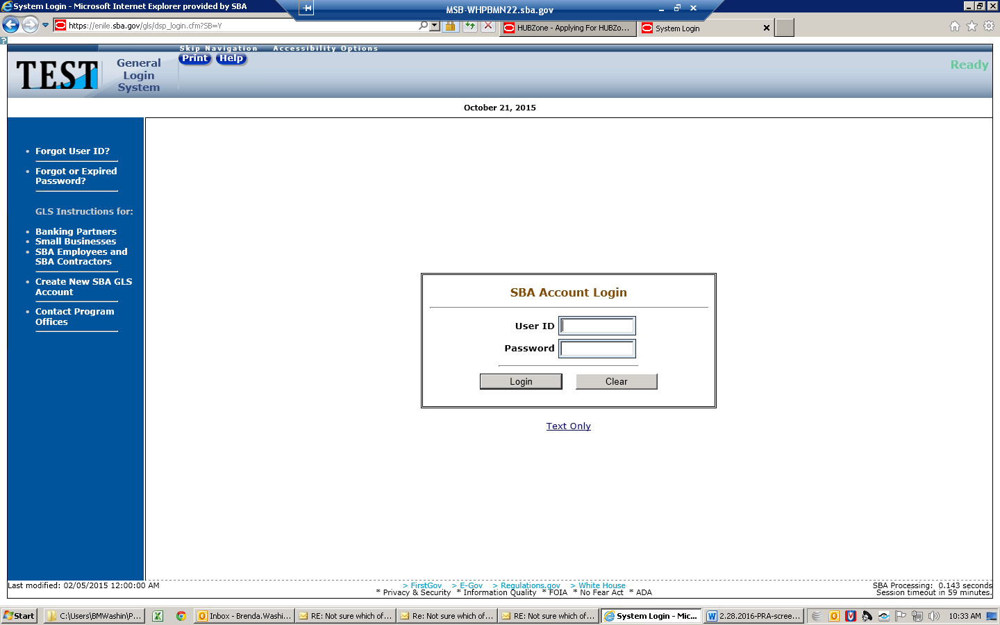 System Login - Microsoft Internet Explorer provided by SBA
MSB-WHPBMN22.sba.gov
https://enile.sba.gov/gls/dsp_login.cfm?SB=Y
HUBZone - Applying For HUBZo...
System Login
Skip Navigation Accessibility Options
Print Help
TEST
General
Login
System
Ready
October 21, 2015
Forgot User ID?
Forgot or Expired
Password?
GLS Instructions for:
Banking Partners
Small Businesses
SBA Employees and
SBA Contractors
Create New SBA GLS
Account
Contact Program
Offices
SBA Account Login
User ID
Password
Login Clear
Text Only
Last modified: 02/05/2015 12:00:00 AM
> FirstGov > E-Gov > Regulations.gov > White House
* Privacy & Security * Information Quality * FOIA * No Fear Act * ADA
SBA Processing: 0.143 seconds
Session timeout in 59 minutes.
Start
C:\Users\BMWashin\P...
Inbox - Brenda.Washi...
RE: Not sure which of...
Re: Not sure which of...
RE: Not sure which of...
System Login - Mic...
2.28.2016-PRA-scree...
10:33 AM